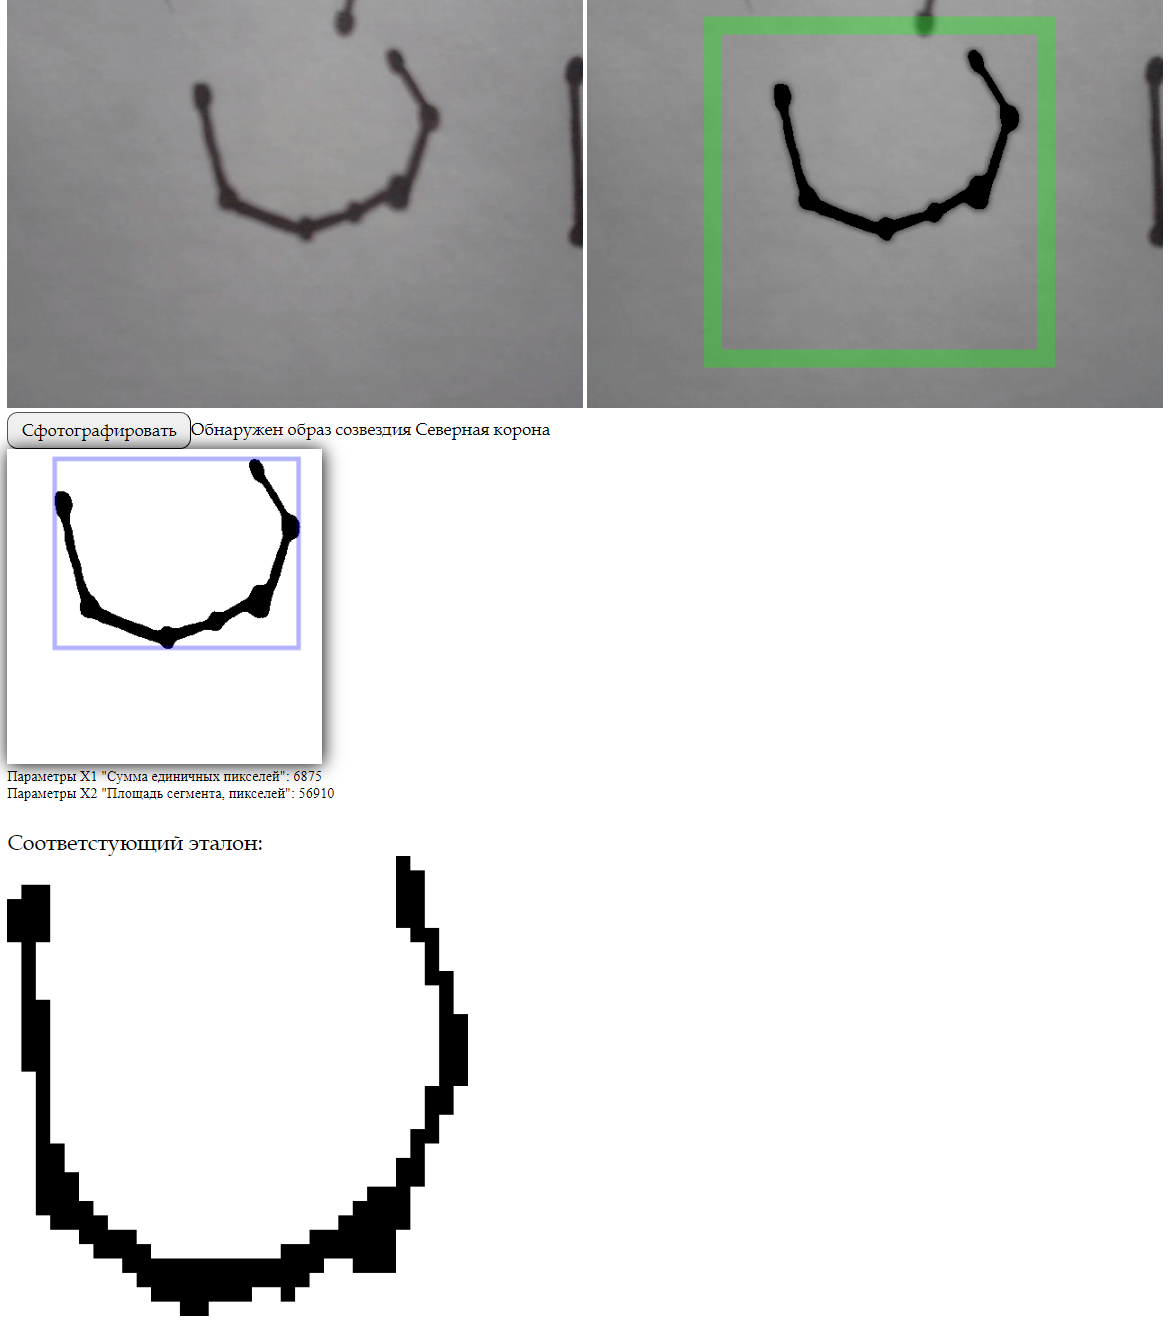 Сфотографировать Обнаружен образ созвездия Северная корона
Параметры X1 "Сумма единичных пикселей": 6875
Параметры X2 "Площадь сегмента, пикселей": 56910
Соответстующий эталон: